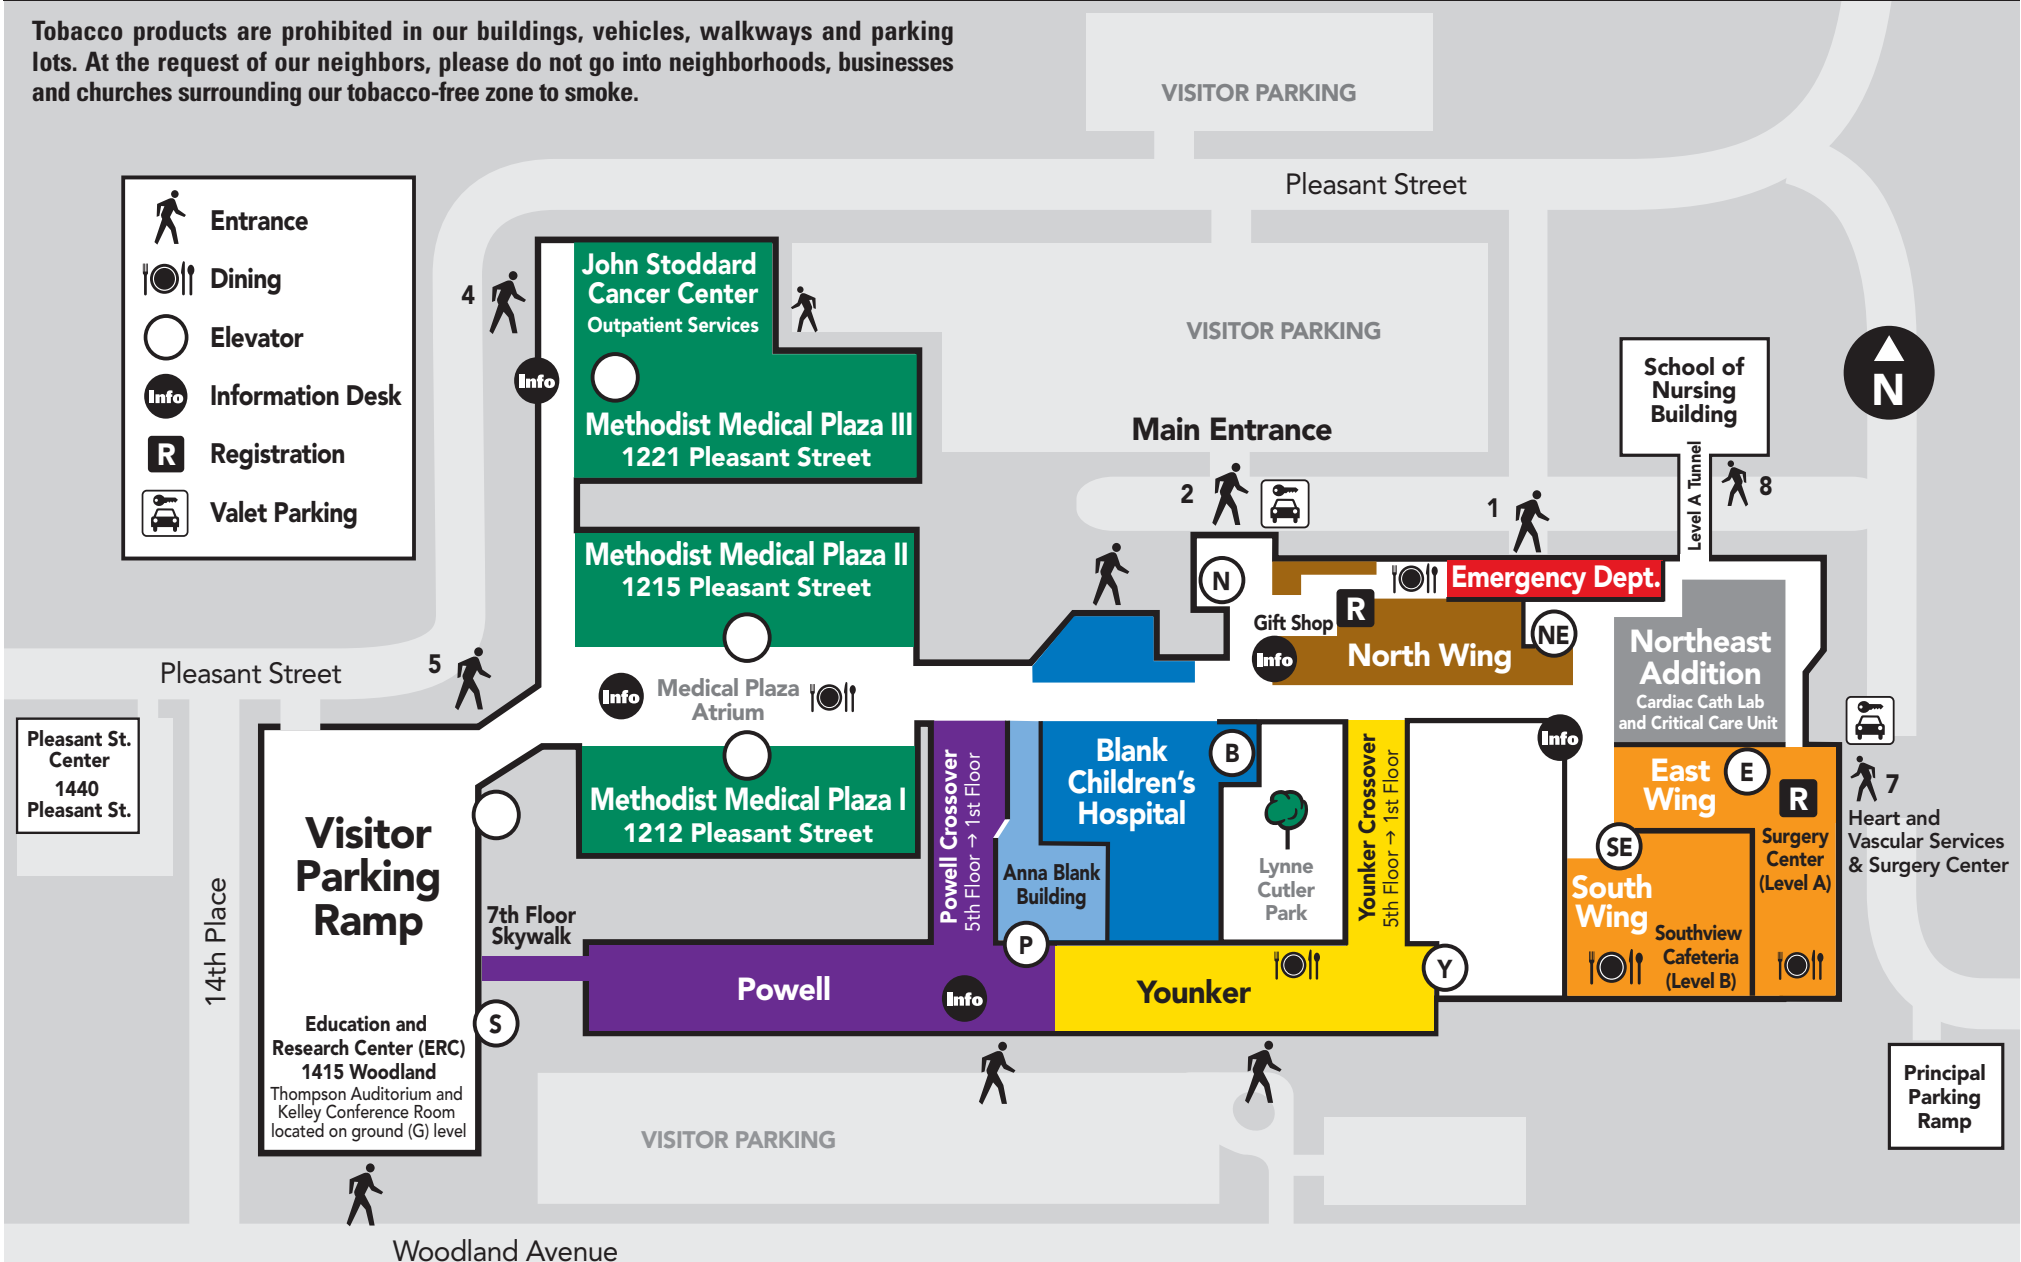 Tobacco products are prohibited in our buildings, vehicles, walkways and parking
lots. At the request of our neighbors, please do not go into neighborhoods, businesses
and churches surrounding our tobacco-free zone to smoke.
VISITOR PARKING
Pleasant Street
Entrance
Dining
Elevator
Info
Information Desk
R
Registration
Valet Parking
4
John Stoddard
Cancer Center
Outpatient Services
Info
Methodist Medical Plaza III
1221 Pleasant Street
VISITOR PARKING
School of
Nursing
Building
N
Main Entrance
2
1
Level A Tunnel
8
Methodist Medical Plaza II
1215 Pleasant Street
N
Emergency Dept.
Gift Shop
R
NE
Info
North Wing
Northeast
Addition
Cardiac Cath Lab
and Critical Care Unit
Pleasant Street
5
Info
Medical Plaza
Atrium
Pleasant St.
Center
1440
Pleasant St.
Methodist Medical Plaza I
1212 Pleasant Street
Powell Crossover
5th Floor → 1st Floor
Blank
Children's
Hospital
B
Younker Crossover
5th Floor → 1st Floor
Info
East
Wing
E
R
7
Heart and
Vascular Services
& Surgery Center
Visitor
Parking
Ramp
Anna Blank
Building
Lynne
Cutler
Park
SE
Surgery
Center
(Level A)
South
Wing
Southview
Cafeteria
(Level B)
14th Place
7th Floor
Skywalk
P
Y
Powell
Info
Younker
S
Education and
Research Center (ERC)
1415 Woodland
Thompson Auditorium and
Kelley Conference Room
located on ground (G) level
VISITOR PARKING
Principal
Parking
Ramp
Woodland Avenue